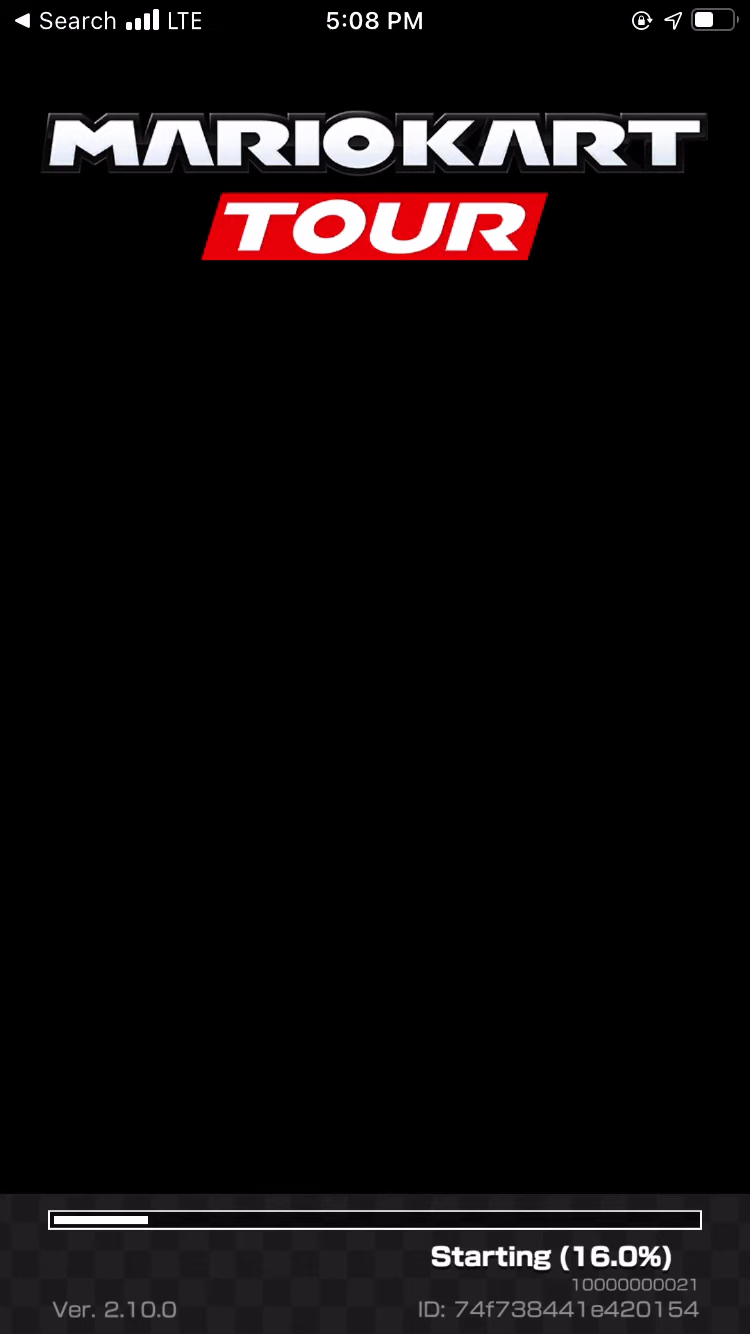 Search LTE 5:08 PM
MARIOKART
TOUR
Starting (16.0%)
10000000021
Ver. 2.10.0 ID: 74f738441e420154